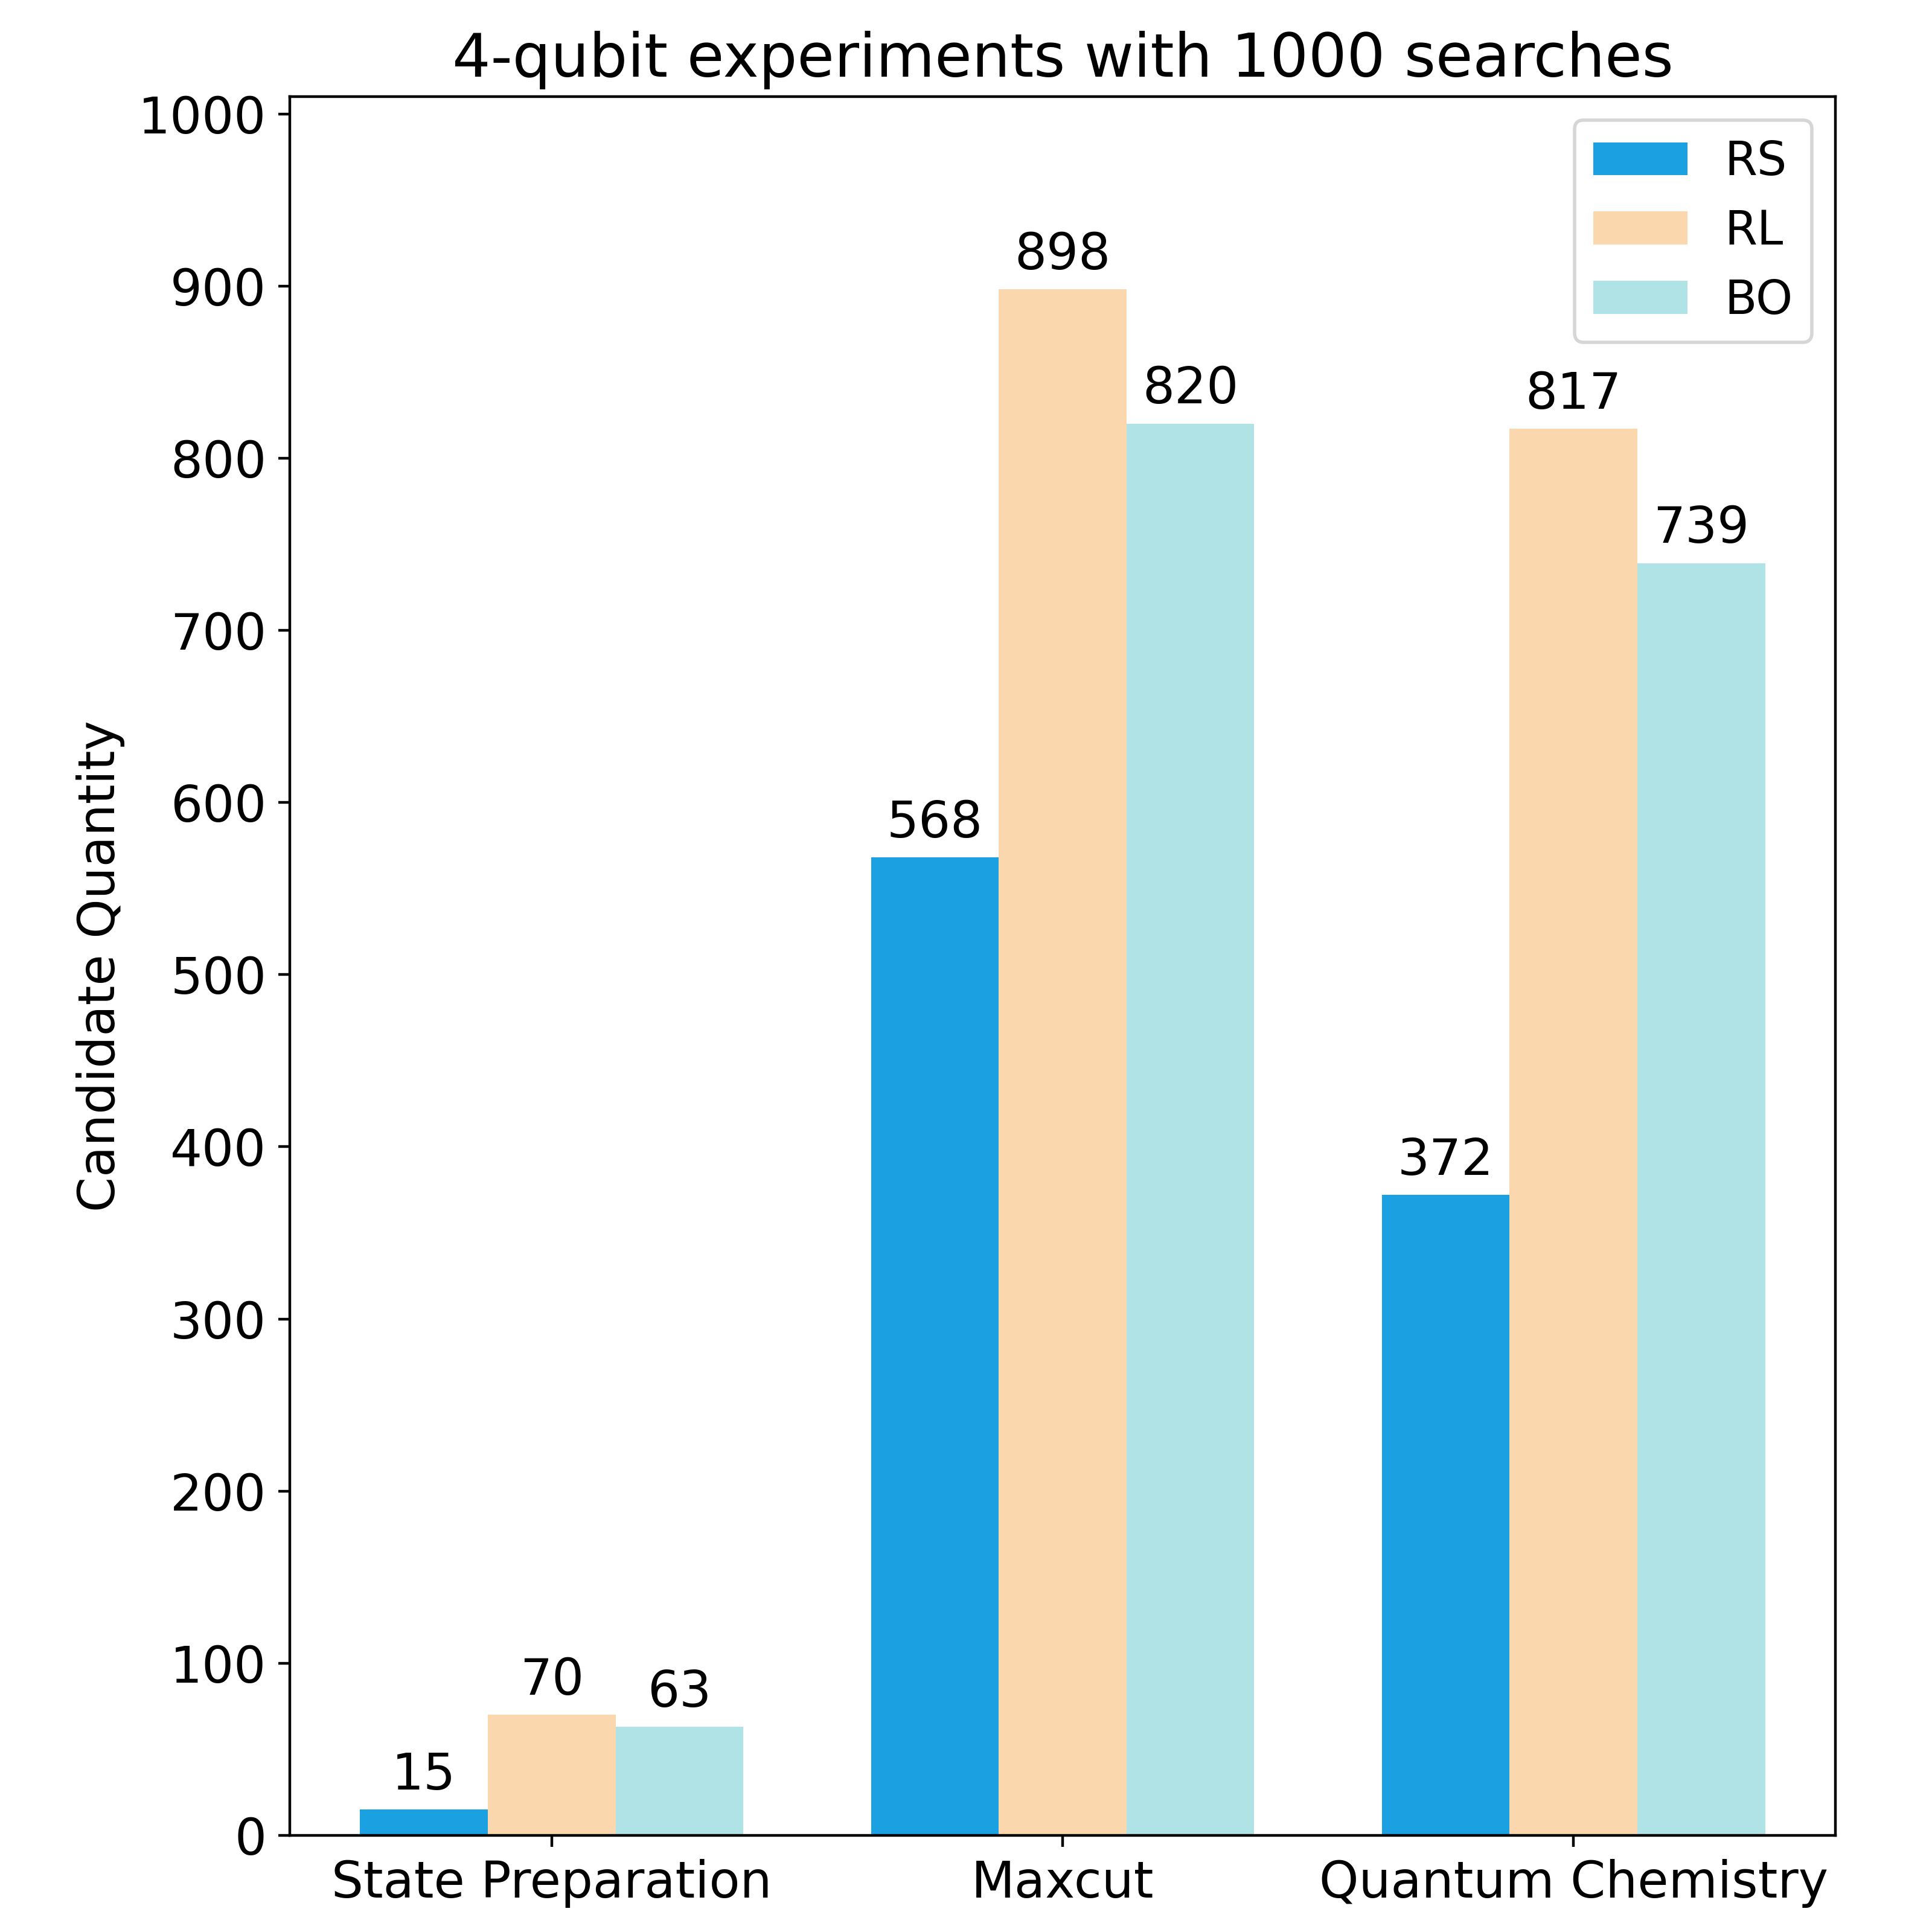 4-qubit experiments with 1000 searches
1000
900
800
700
600
500
400
300
200
100
0
Candidate Quantity
RS
RL
BO
15
70
63
568
898
820
372
817
739
State Preparation
Maxcut
Quantum Chemistry